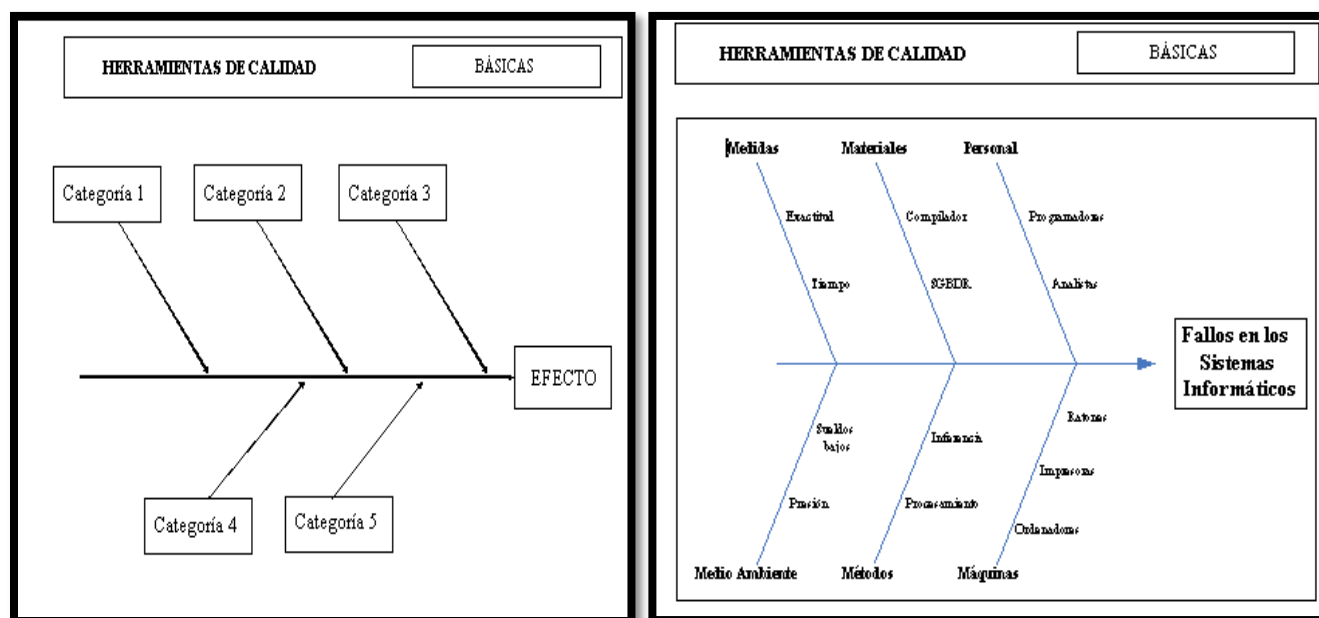 HERRAMIENTAS DE CALIDAD
BÁSICAS
Categoría 1
Categoría 2
Categoría 3
EFECTO
Categoría 4
Categoría 5
HERRAMIENTAS DE CALIDAD
BÁSICAS
Medidas
Materiales
Personal
Exactitud
Compilador
Programadores
Tiempo
SGBDR
Analistas
Fallos en los
Sistemas
Informáticos
Sueldos
bajos
Inferencia
Ratones
Presión
Procesamiento
Impresoras
Ordenadores
Medio Ambiente
Métodos
Máquinas